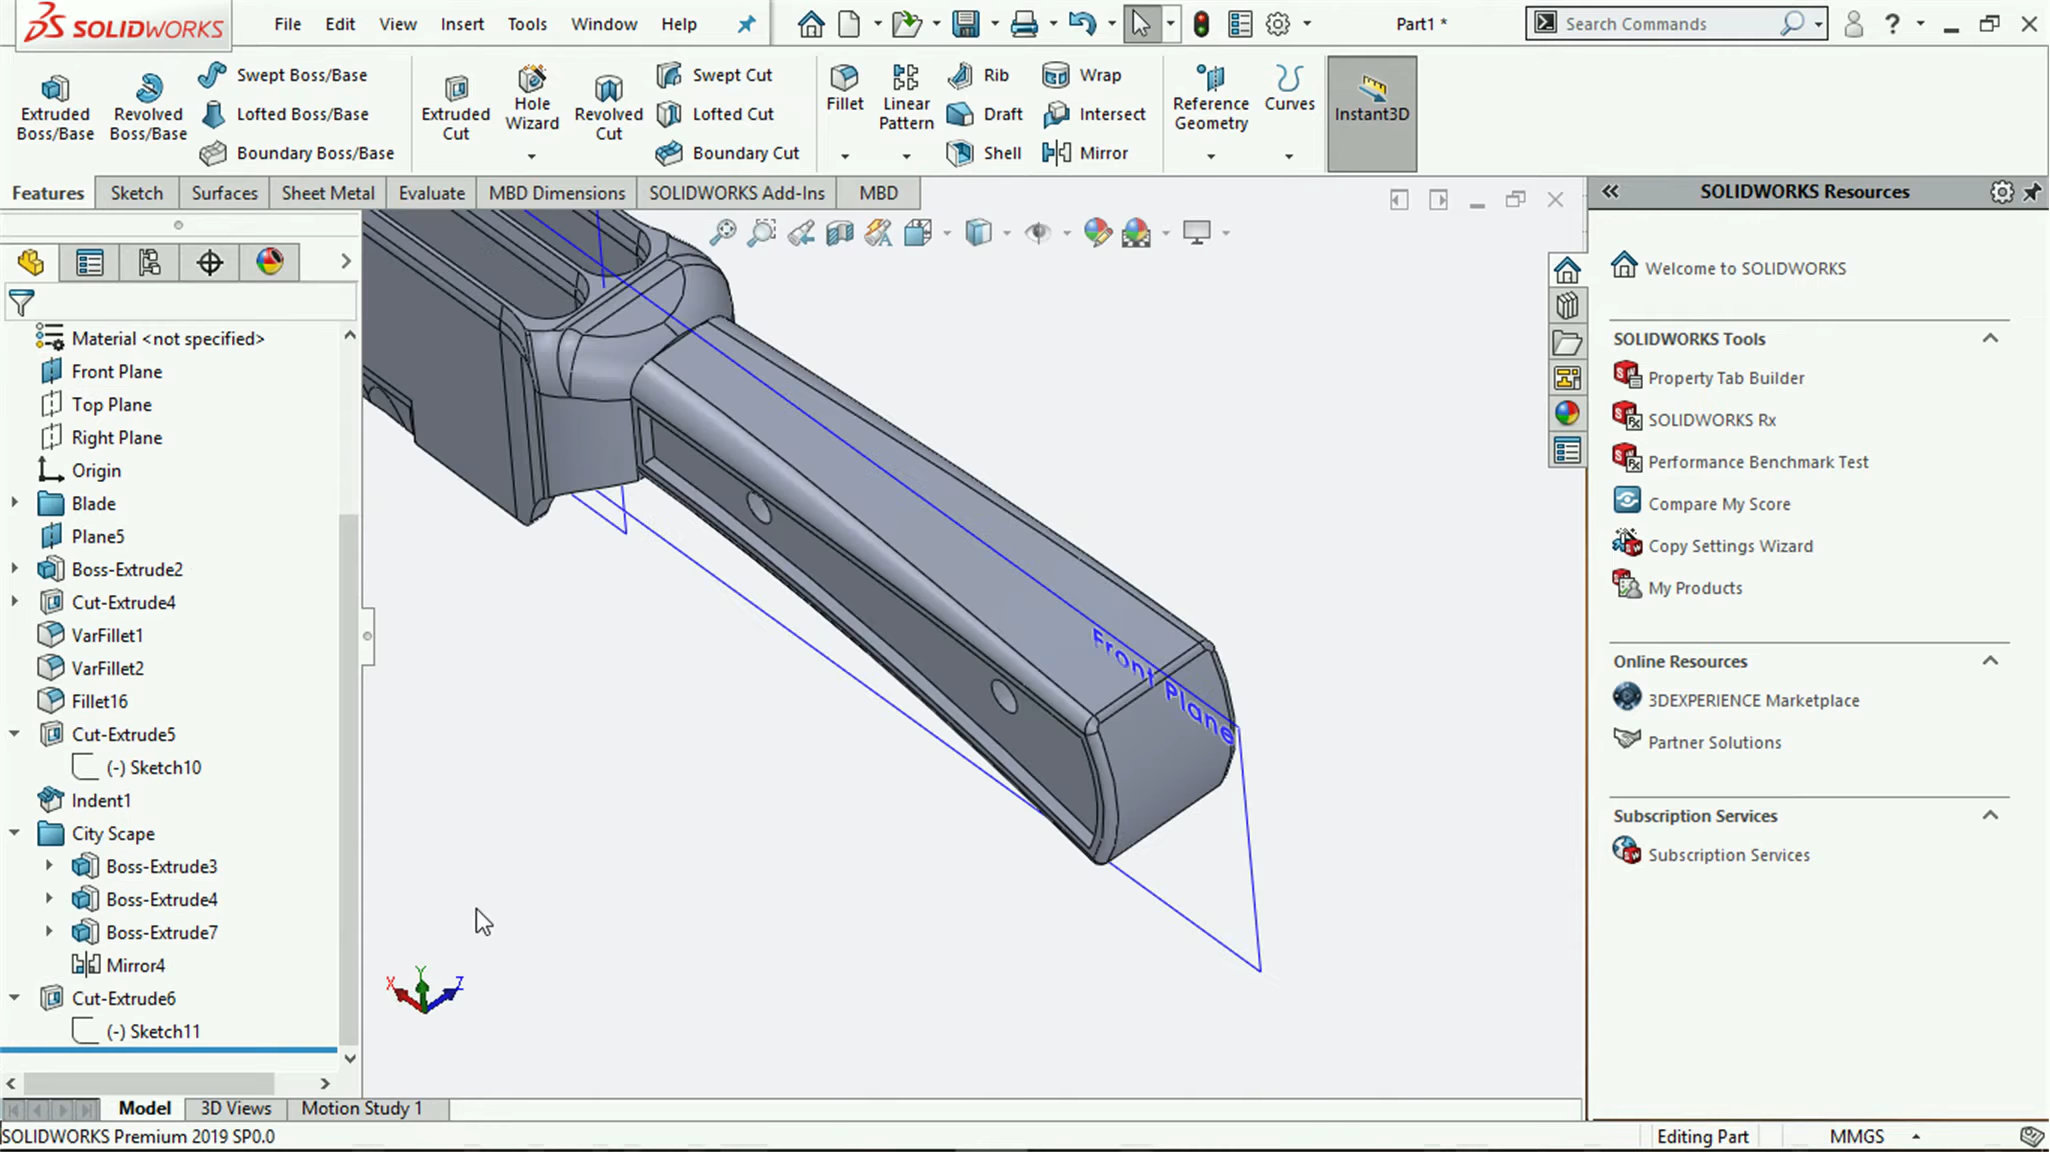 SOLIDWORKS
File Edit View Insert Tools Window Help
Part1 *
Search Commands
Extruded Boss/Base
Revolved Boss/Base
Swept Boss/Base
Lofted Boss/Base
Boundary Boss/Base
Extruded Cut
Hole Wizard
Revolved Cut
Swept Cut
Lofted Cut
Boundary Cut
Fillet
Linear Pattern
Rib
Draft
Shell
Wrap
Intersect
Mirror
Reference Geometry
Curves
Instant3D
Features Sketch Surfaces Sheet Metal Evaluate MBD Dimensions SOLIDWORKS Add-Ins MBD
Material <not specified>
Front Plane
Top Plane
Right Plane
Origin
Blade
Plane5
Boss-Extrude2
Cut-Extrude4
VarFillet1
VarFillet2
Fillet16
Cut-Extrude5
(-) Sketch10
Indent1
City Scape
Boss-Extrude3
Boss-Extrude4
Boss-Extrude7
Mirror4
Cut-Extrude6
(-) Sketch11
Front Plane
X Y Z
SOLIDWORKS Resources
Welcome to SOLIDWORKS
SOLIDWORKS Tools
Property Tab Builder
SOLIDWORKS Rx
Performance Benchmark Test
Compare My Score
Copy Settings Wizard
My Products
Online Resources
3DEXPERIENCE Marketplace
Partner Solutions
Subscription Services
Subscription Services
Model 3D Views Motion Study 1
SOLIDWORKS Premium 2019 SP0.0
Editing Part
MMGS